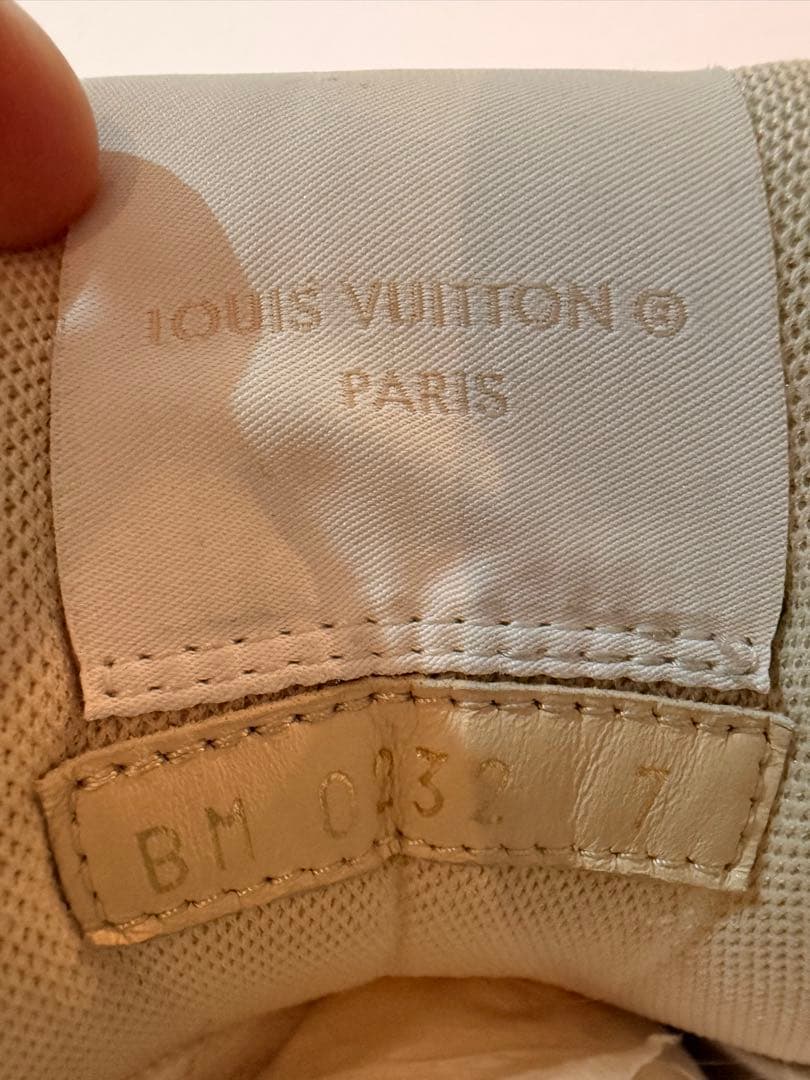 LOUIS VUITTON ®
PARIS
BM 0232 7